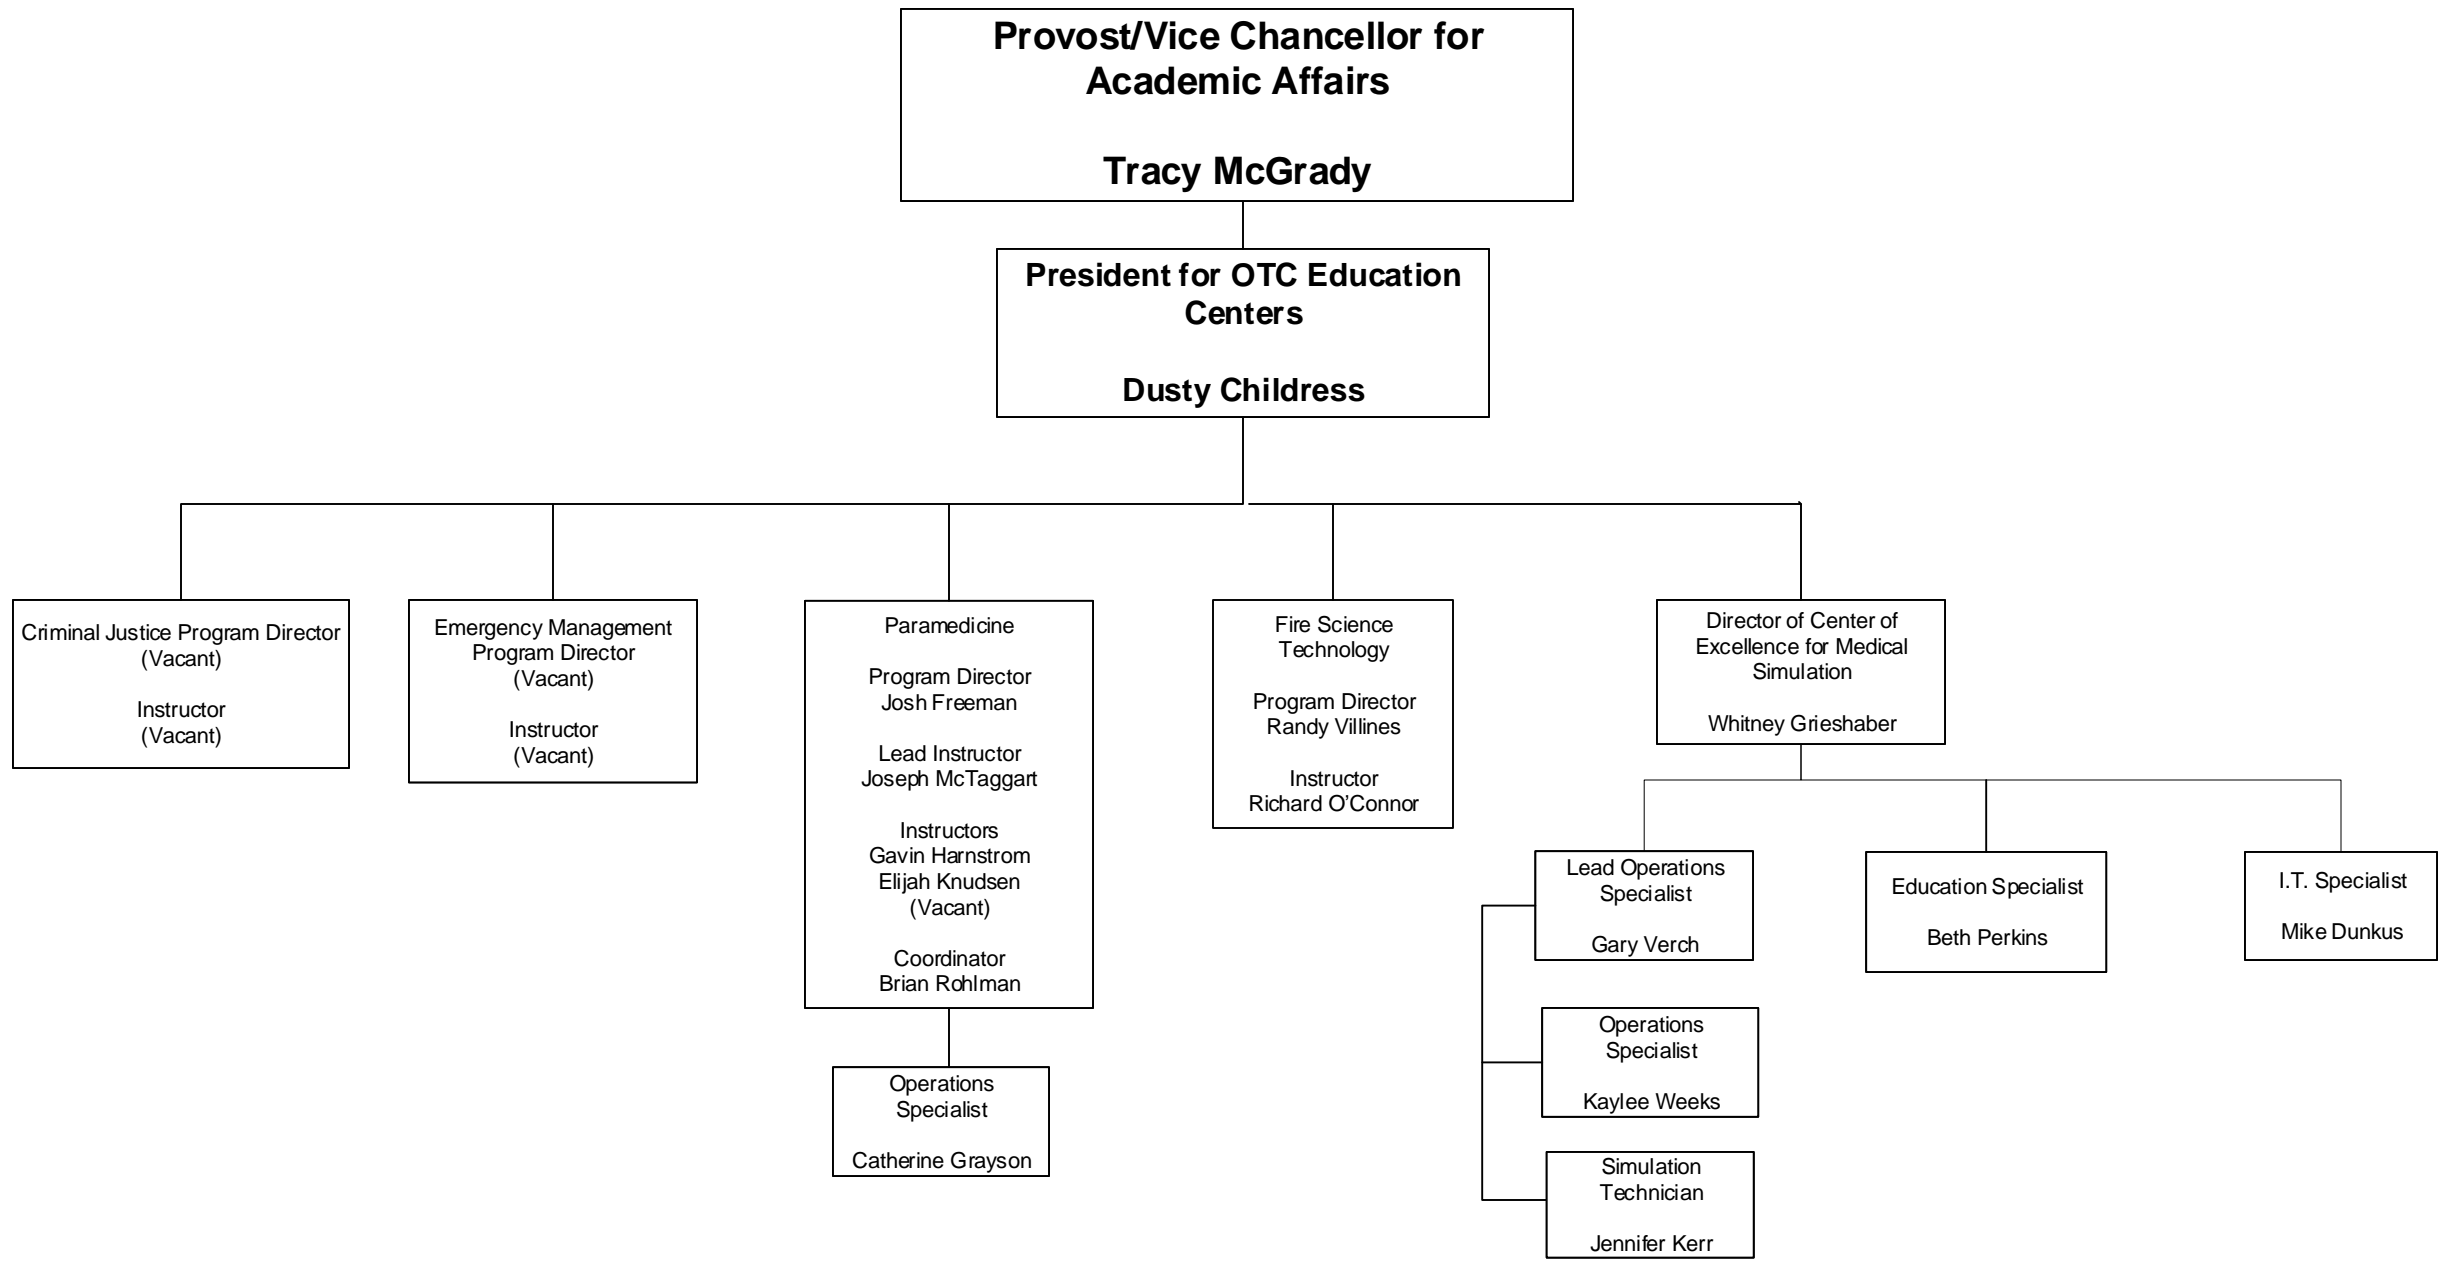 Provost/Vice Chancellor for
Academic Affairs
Tracy McGrady
President for OTC Education
Centers
Dusty Childress
Criminal Justice Program Director
(Vacant)
Instructor
(Vacant)
Emergency Management
Program Director
(Vacant)
Instructor
(Vacant)
Paramedicine
Program Director
Josh Freeman
Lead Instructor
Joseph McTaggart
Instructors
Gavin Harnstrom
Elijah Knudsen
(Vacant)
Coordinator
Brian Rohlman
Operations
Specialist
Catherine Grayson
Fire Science
Technology
Program Director
Randy Villines
Instructor
Richard O’Connor
Director of Center of
Excellence for Medical
Simulation
Whitney Grieshaber
Lead Operations
Specialist
Gary Verch
Operations
Specialist
Kaylee Weeks
Simulation
Technician
Jennifer Kerr
Education Specialist
Beth Perkins
I.T. Specialist
Mike Dunkus